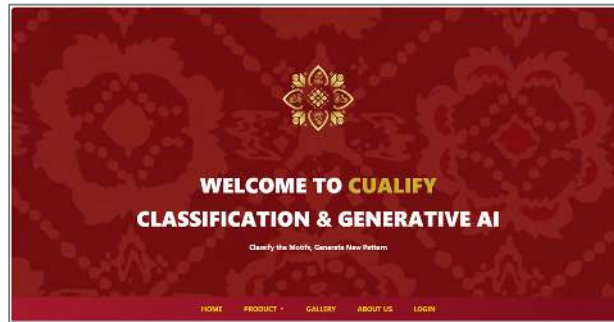 WELCOME TO CUALIFY
CLASSIFICATION & GENERATIVE AI
Classify the Motifs, Generate New Pattern
HOME PRODUCT GALLERY ABOUT US LOGIN